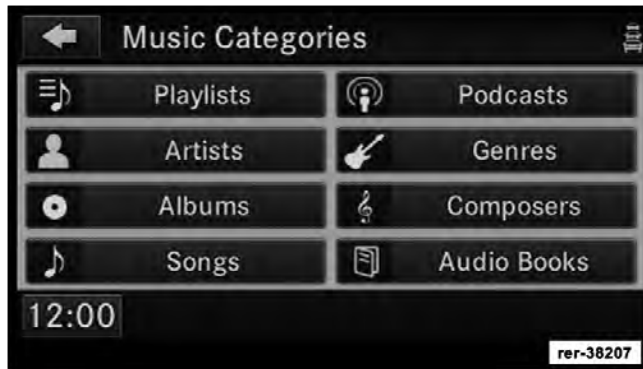 Music Categories
Playlists
Podcasts
Artists
Genres
Albums
Composers
Songs
Audio Books
12:00
rer-38207